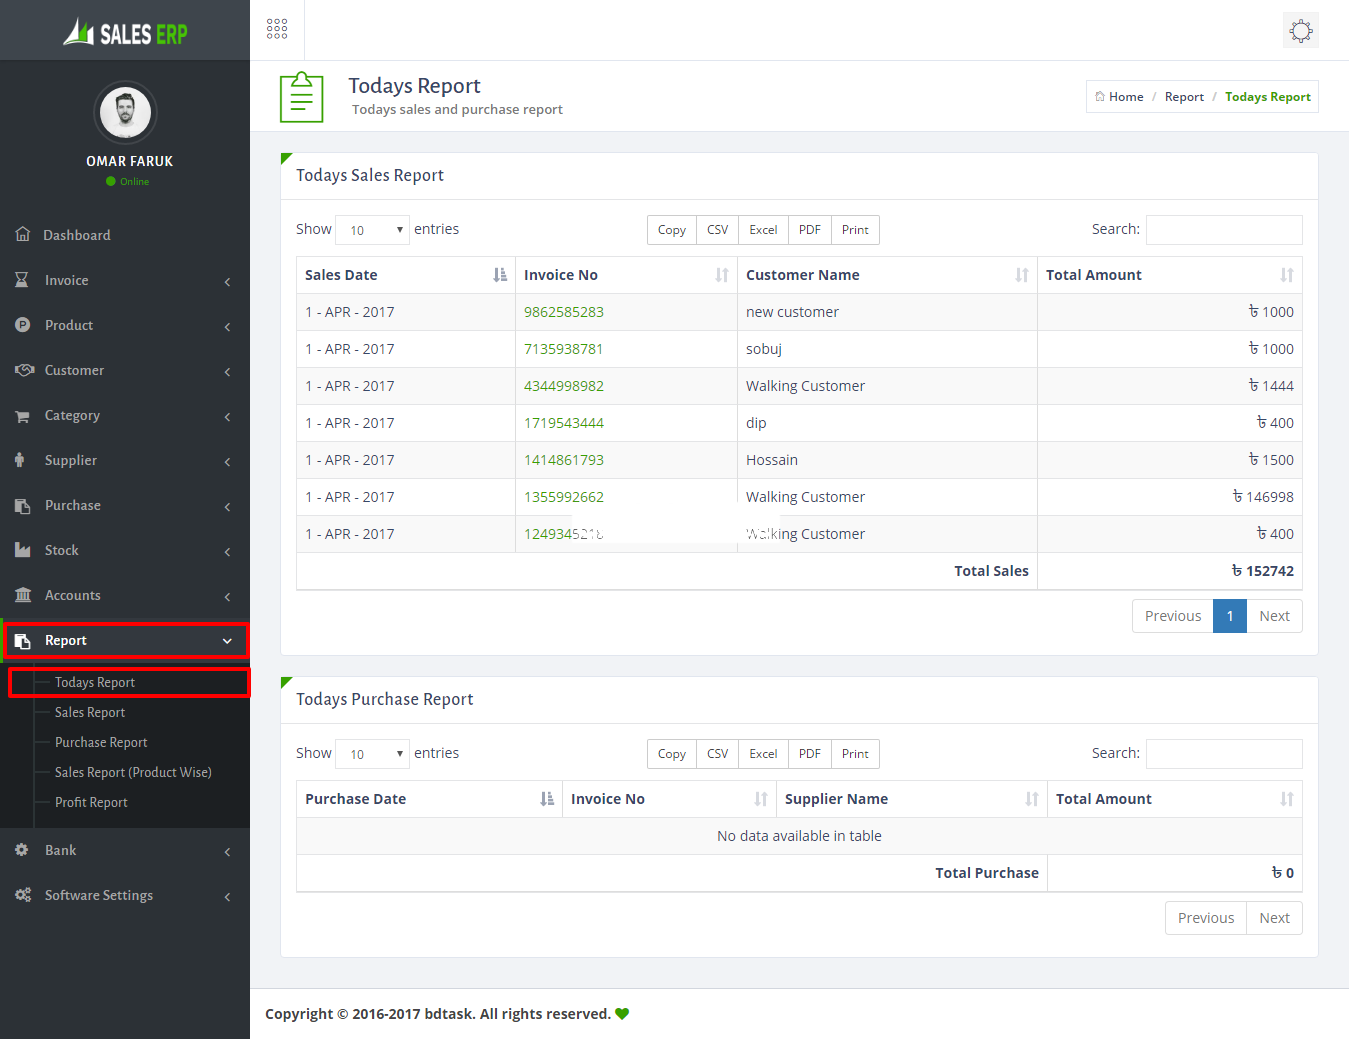 SALES ERP
OMAR FARUK
Online
Dashboard
Invoice
Product
Customer
Category
Supplier
Purchase
Stock
Accounts
Report
Todays Report
Sales Report
Purchase Report
Sales Report (Product Wise)
Profit Report
Bank
Software Settings
Todays Report
Todays sales and purchase report
Home / Report / Todays Report
Todays Sales Report
Show 10 entries Copy CSV Excel PDF Print Search:
Sales Date Invoice No Customer Name Total Amount
1 - APR - 2017 9862585283 new customer ৳ 1000
1 - APR - 2017 7135938781 sobuj ৳ 1000
1 - APR - 2017 4344998982 Walking Customer ৳ 1444
1 - APR - 2017 1719543444 dip ৳ 400
1 - APR - 2017 1414861793 Hossain ৳ 1500
1 - APR - 2017 1355992662 Walking Customer ৳ 146998
1 - APR - 2017 Walking Customer ৳ 400
Total Sales ৳ 152742
Previous 1 Next
Todays Purchase Report
Show 10 entries Copy CSV Excel PDF Print Search:
Purchase Date Invoice No Supplier Name Total Amount
No data available in table
Total Purchase ৳ 0
Previous Next
Copyright © 2016-2017 bdtask. All rights reserved.